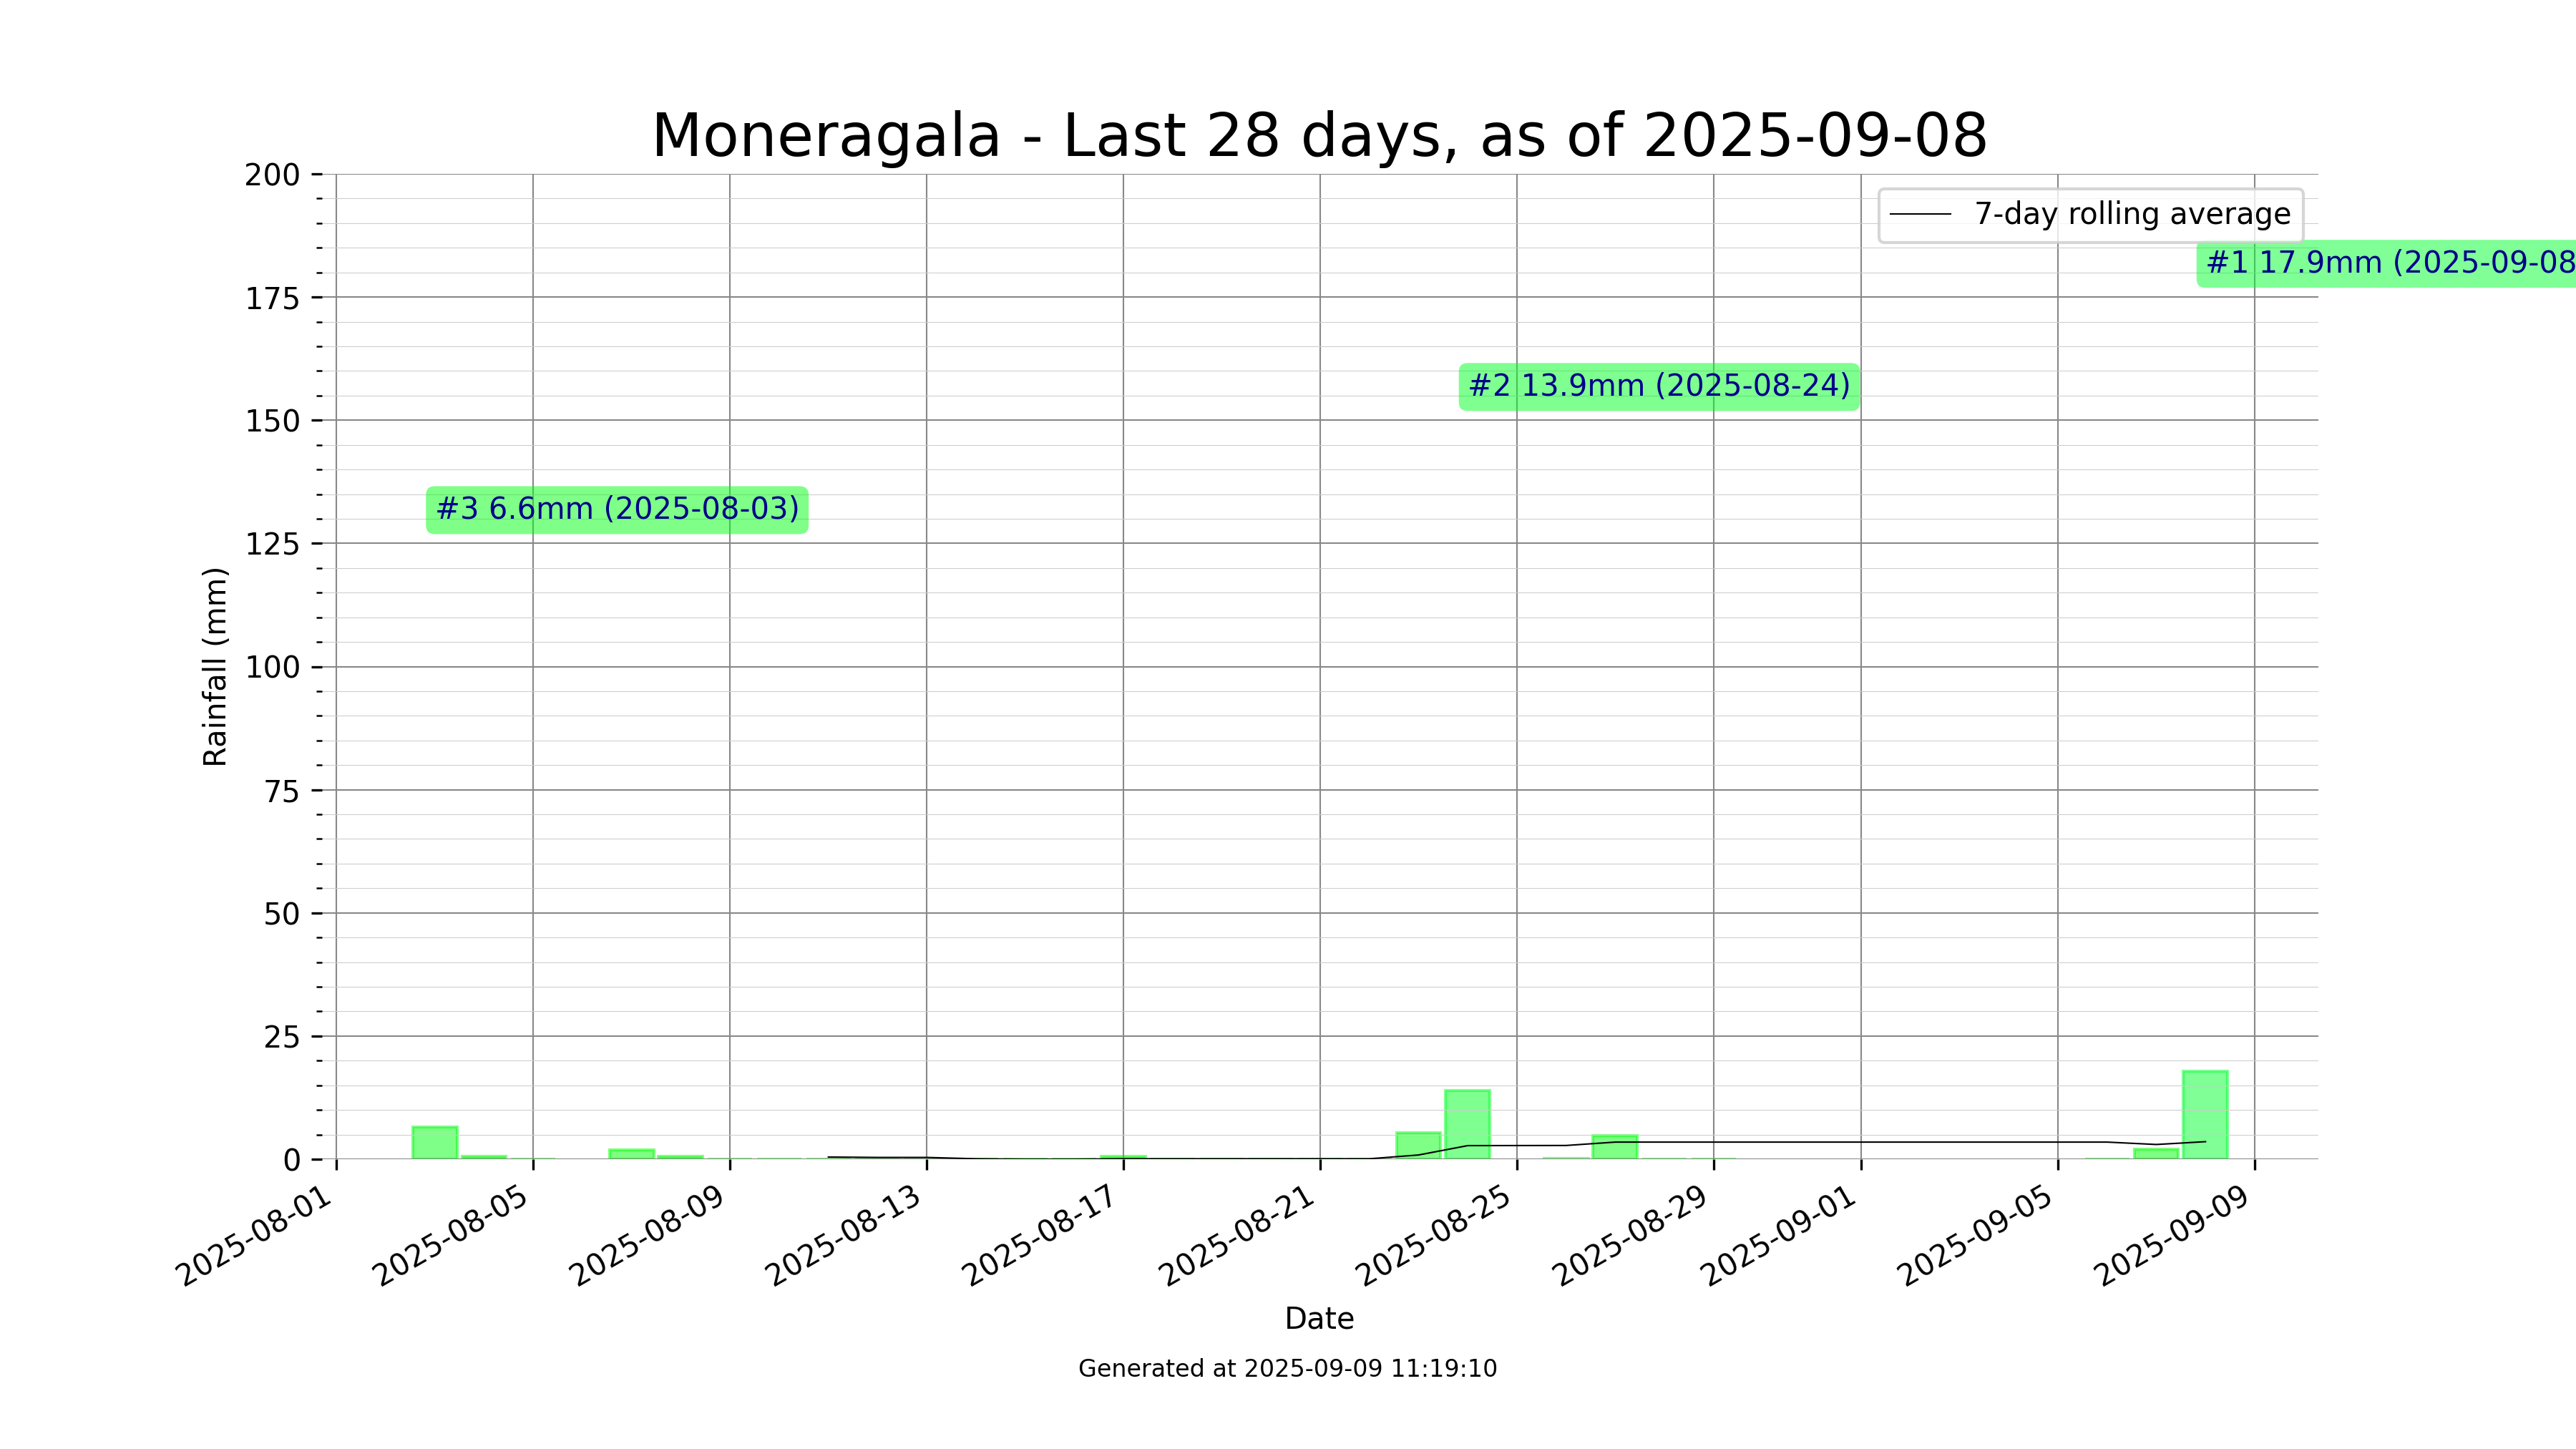 Moneragala - Last 28 days, as of 2025-09-08
200
175
150
125
100
75
50
25
0
Rainfall (mm)
7-day rolling average
#1 17.9mm (2025-09-08
#2 13.9mm (2025-08-24)
#3 6.6mm (2025-08-03)
2025-08-01
2025-08-05
2025-08-09
2025-08-13
2025-08-17
2025-08-21
2025-08-25
2025-08-29
2025-09-01
2025-09-05
2025-09-09
Date
Generated at 2025-09-09 11:19:10